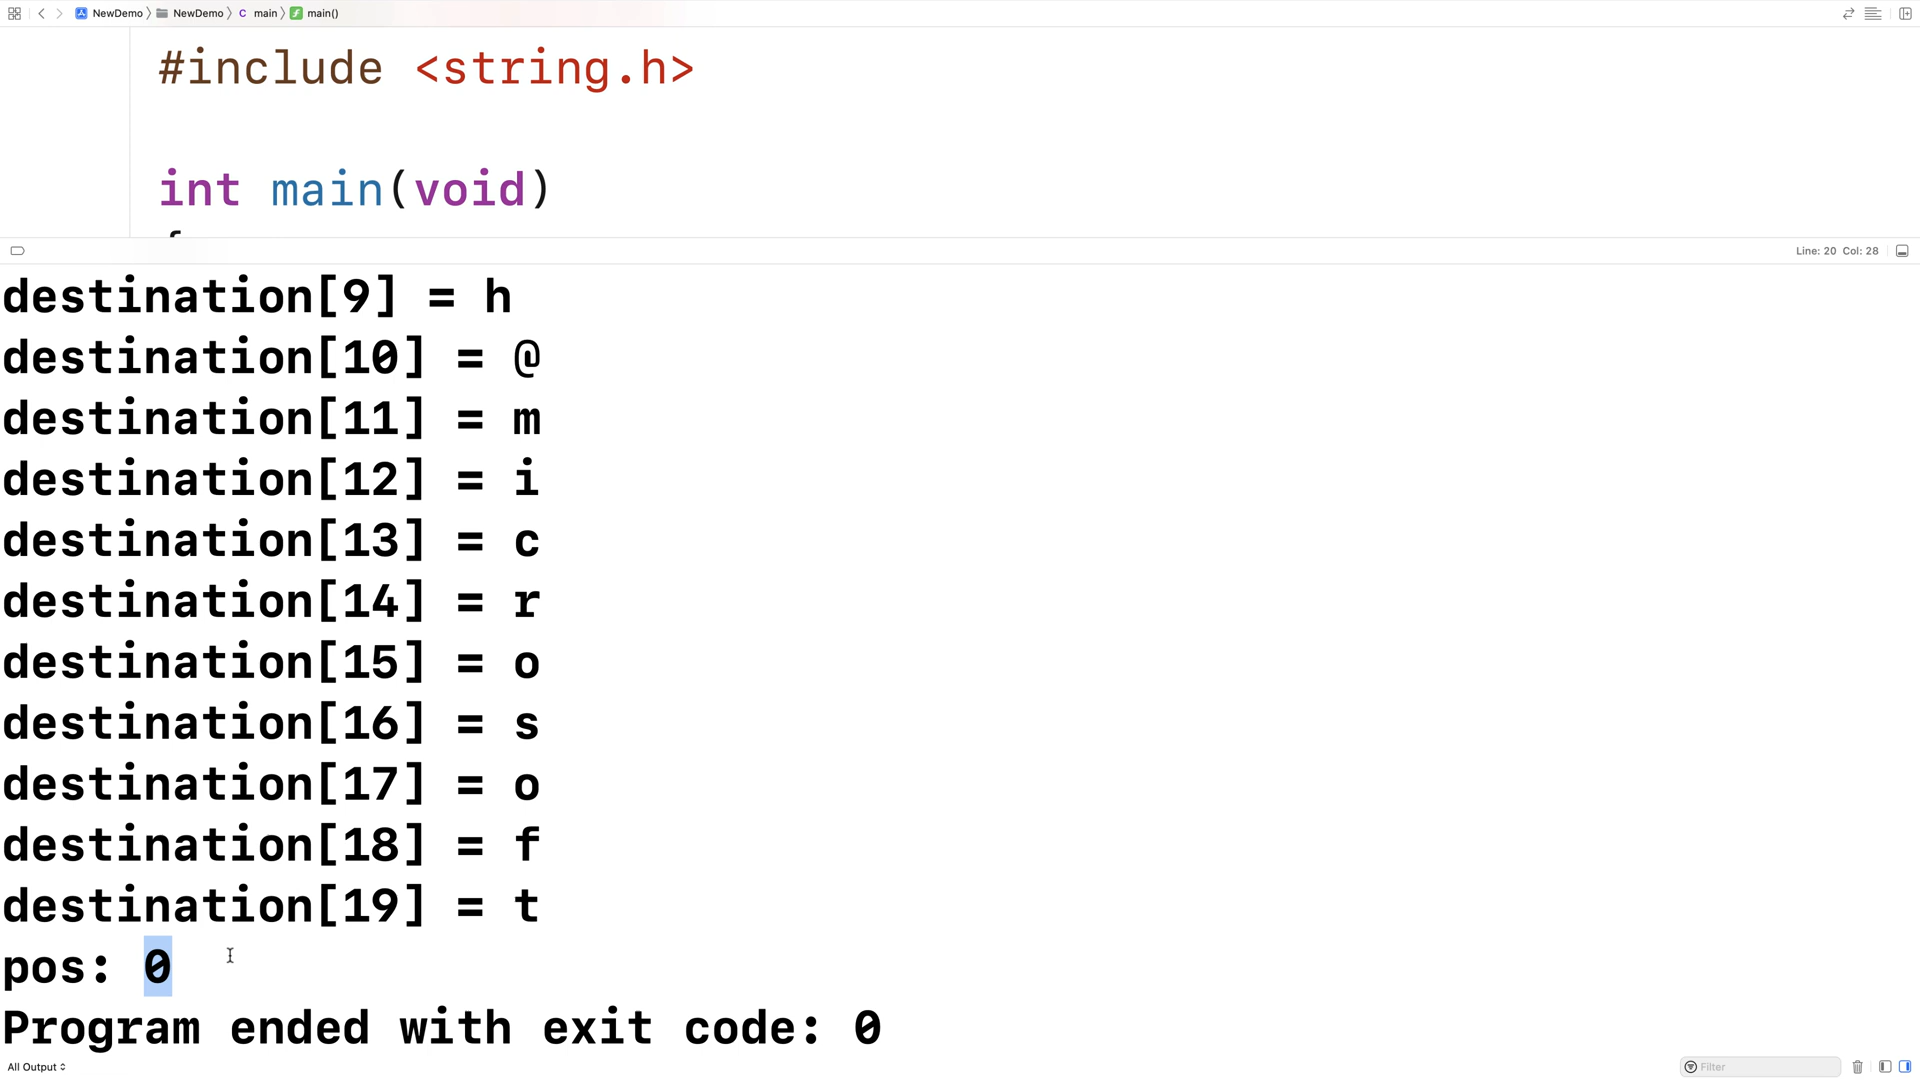 NewDemo NewDemo C main f main()
#include <string.h>
int main(void)
{
Line: 20 Col: 28
destination[9] = h
destination[10] = @
destination[11] = m
destination[12] = i
destination[13] = c
destination[14] = r
destination[15] = o
destination[16] = s
destination[17] = o
destination[18] = f
destination[19] = t
pos: 0
Program ended with exit code: 0
All Output Filter